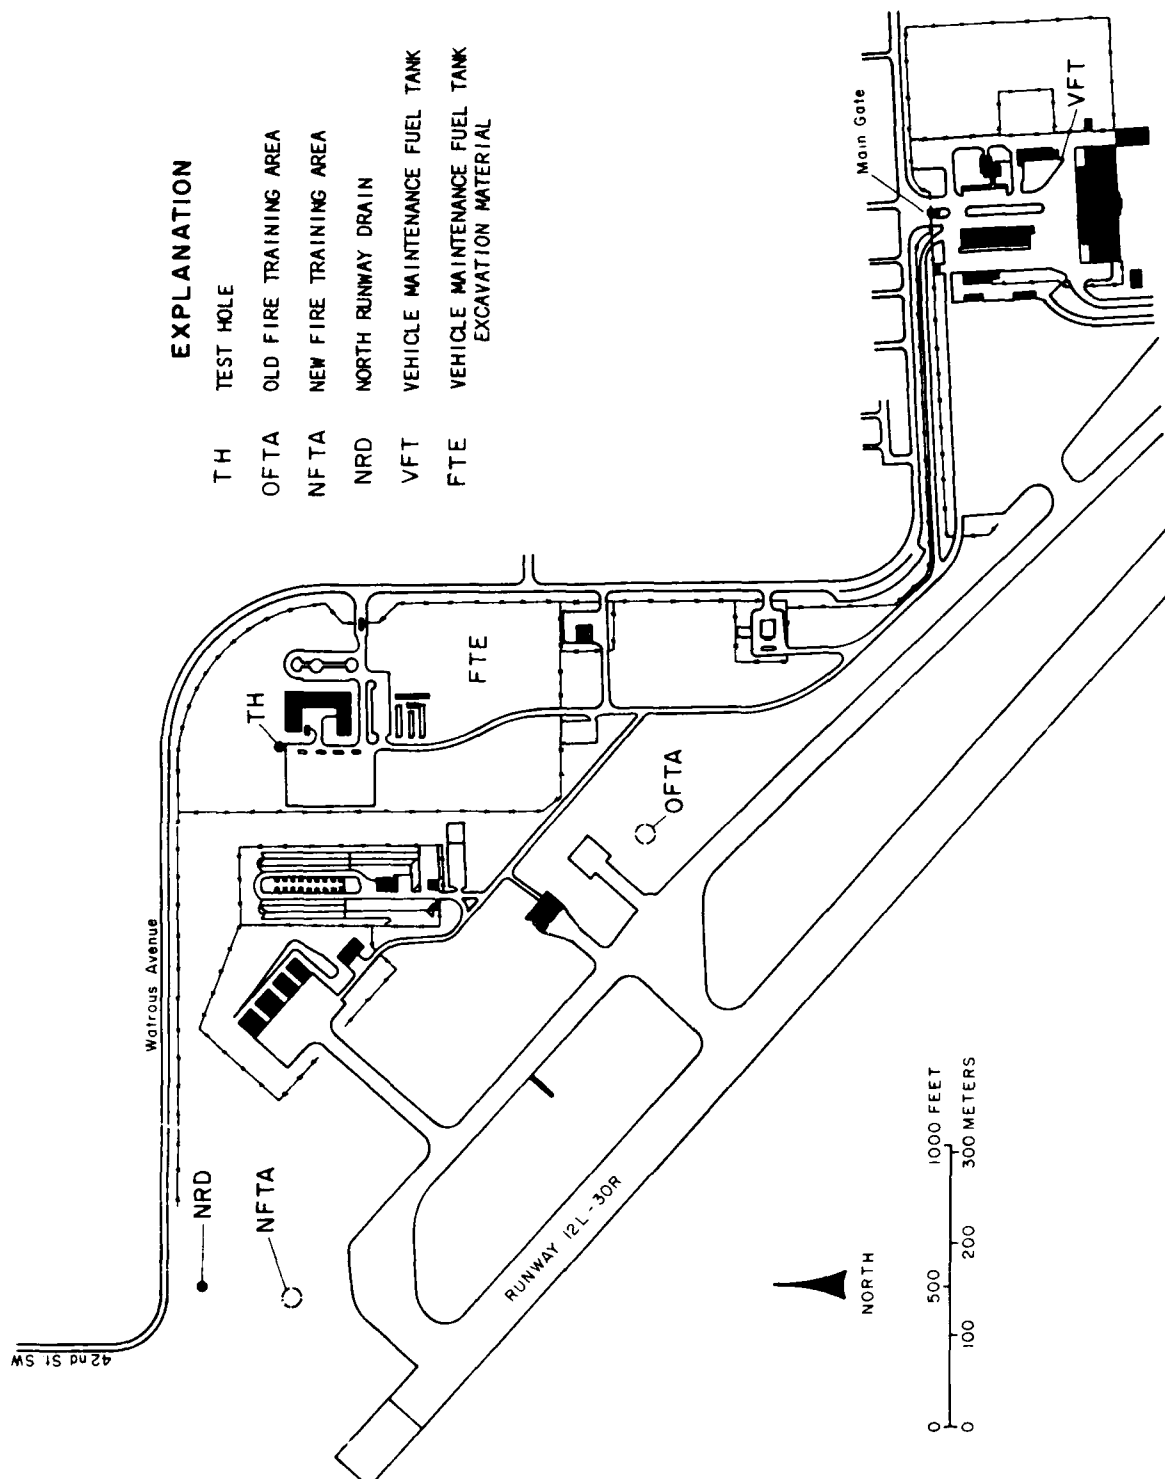 EXPLANATION
TH TEST HOLE
OFTA OLD FIRE TRAINING AREA
NFTA NEW FIRE TRAINING AREA
NRD NORTH RUNWAY DRAIN
VFT VEHICLE MAINTENANCE FUEL TANK
FTE VEHICLE MAINTENANCE FUEL TANK
EXCAVATION MATERIAL
42nd St. SW
Watrous Avenue
NRD
NFTA
TH
FTE
OFTA
Main Gate
VFT
RUNWAY 12L-30R
NORTH
0 500 1000 FEET
0 100 200 300 METERS